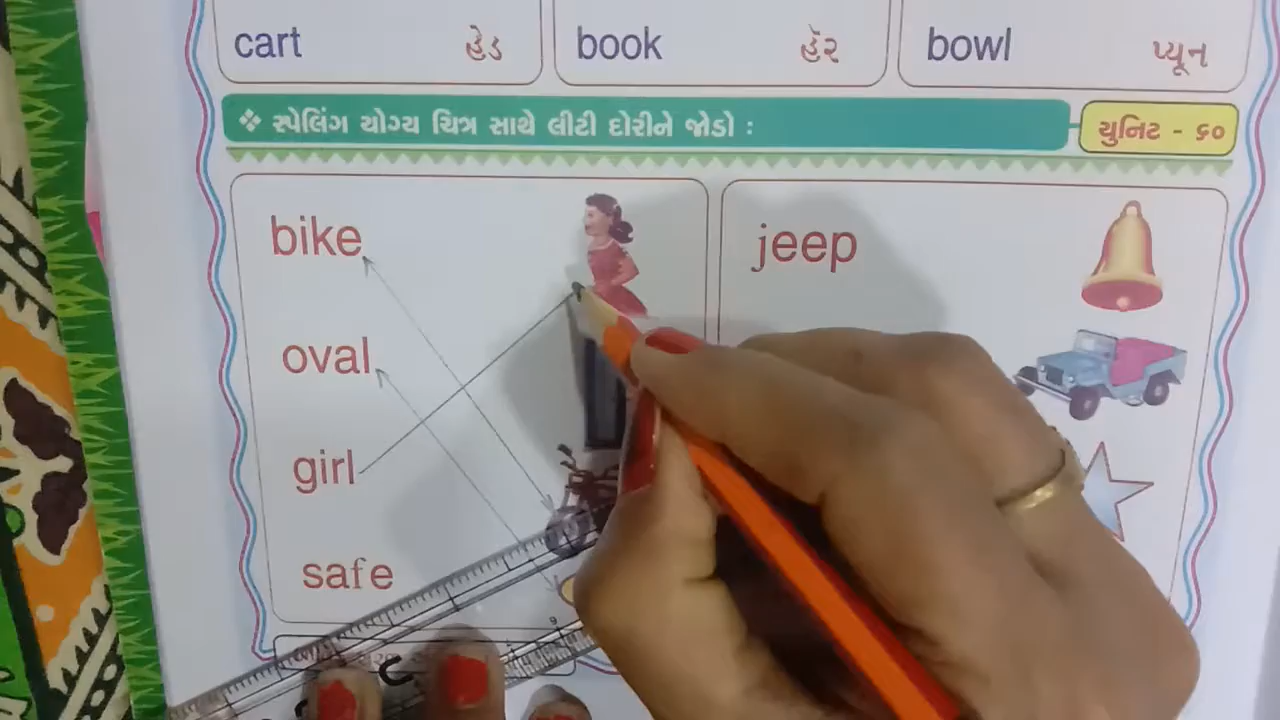 cart હેડ book હૅર bowl પ્યૂન
❖ સ્પેલિંગ યોગ્ય ચિત્ર સાથે લીટી દોરીને જોડો :
યુનિટ - ૬૦
bike
oval
girl
safe
jeep